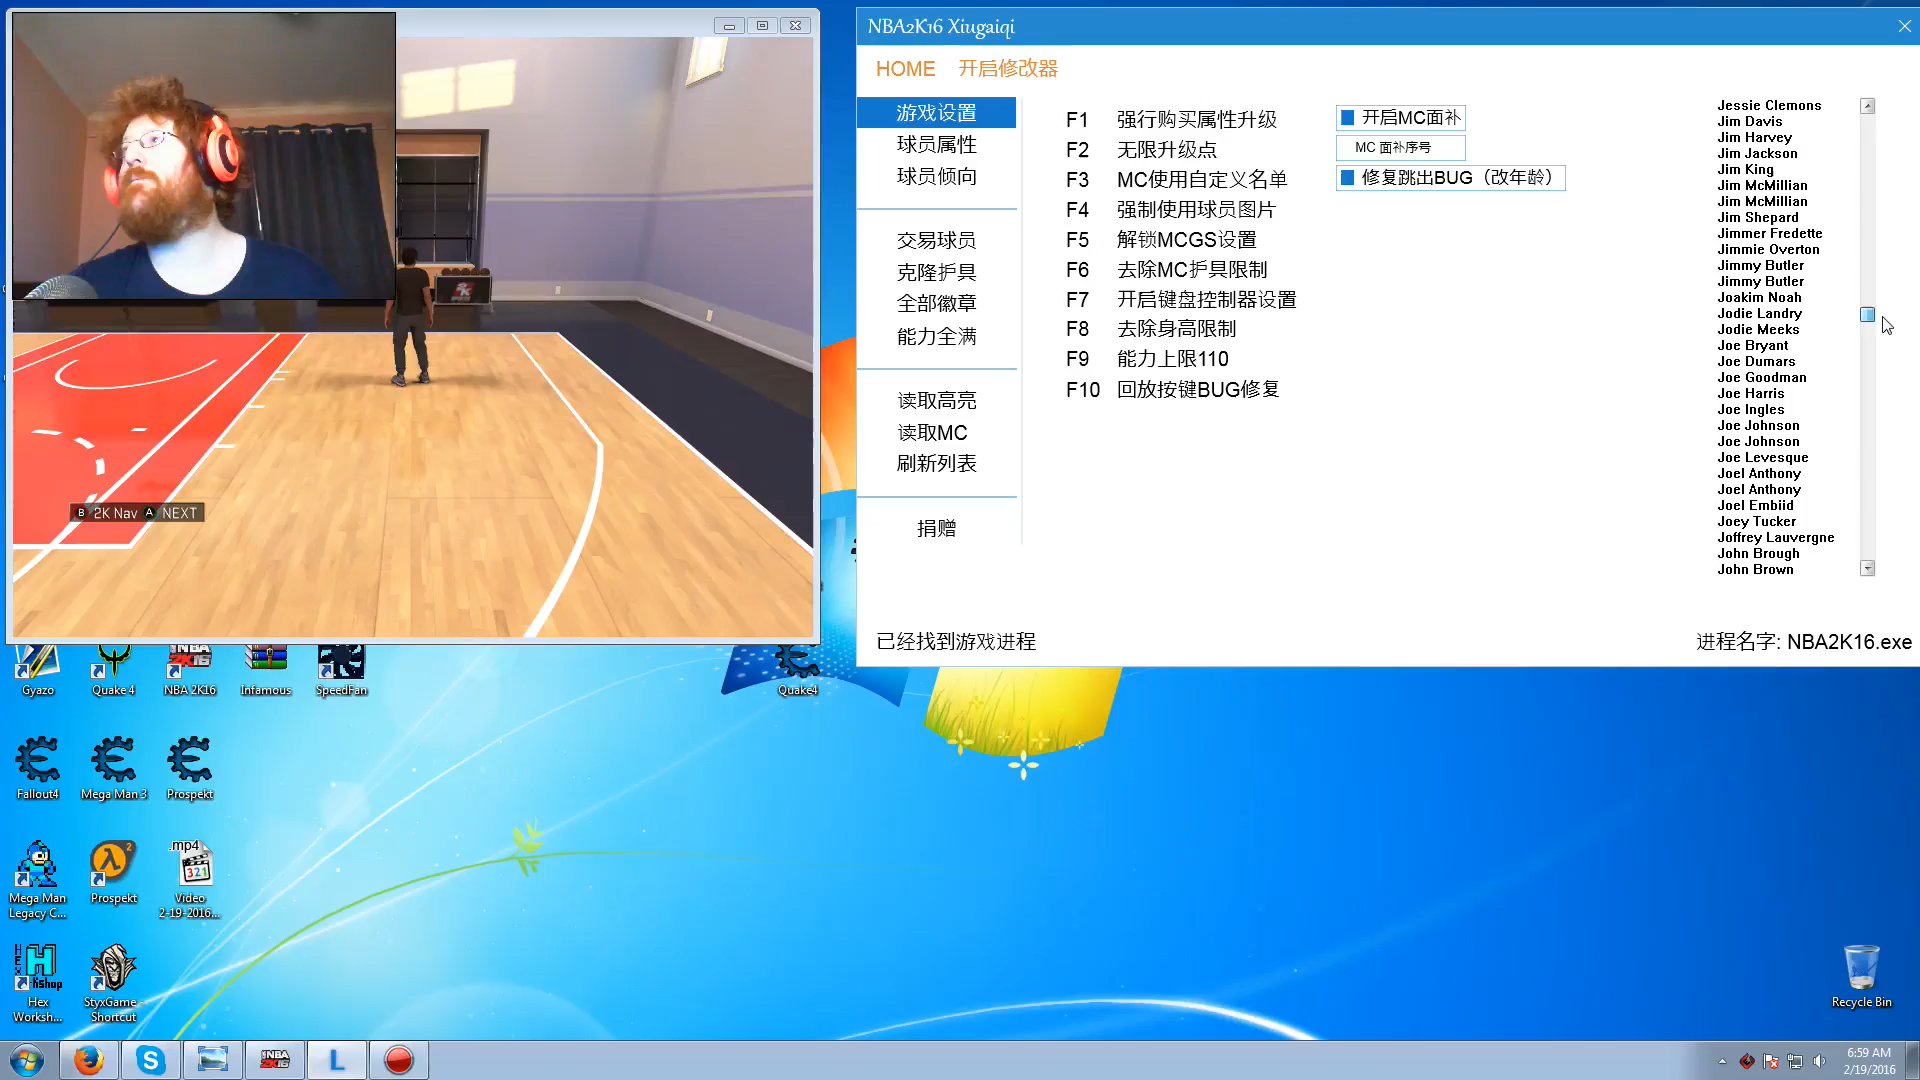 NBA2K16 Xiugaiqi
HOME 开启修改器
游戏设置
球员属性
球员倾向
交易球员
克隆护具
全部徽章
能力全满
读取高亮
读取MC
刷新列表
捐赠
F1 强行购买属性升级
F2 无限升级点
F3 MC使用自定义名单
F4 强制使用球员图片
F5 解锁MCGS设置
F6 去除MC护具限制
F7 开启键盘控制器设置
F8 去除身高限制
F9 能力上限110
F10 回放按键BUG修复
开启MC面补
MC 面补序号
修复跳出BUG（改年龄）
Jessie Clemons
Jim Davis
Jim Harvey
Jim Jackson
Jim King
Jim McMillian
Jim McMillian
Jim Shepard
Jimmer Fredette
Jimmie Overton
Jimmy Butler
Jimmy Butler
Joakim Noah
Jodie Landry
Jodie Meeks
Joe Bryant
Joe Dumars
Joe Goodman
Joe Harris
Joe Ingles
Joe Johnson
Joe Johnson
Joe Levesque
Joel Anthony
Joel Anthony
Joel Embiid
Joey Tucker
Joffrey Lauvergne
John Brough
John Brown
已经找到游戏进程
进程名字: NBA2K16.exe
2K
B 2K Nav A NEXT
Gyazo
Quake 4
NBA 2K16
NBA 2K16
Infamous
SpeedFan
Quake4
Fallout4
Mega Man 3
Prospekt
Mega Man
Legacy C...
Prospekt
.mp4
321
Video
2-19-2016...
Hex
Worksh...
StyxGame -
Shortcut
Recycle Bin
NBA 2K16
L
6:59 AM
2/19/2016